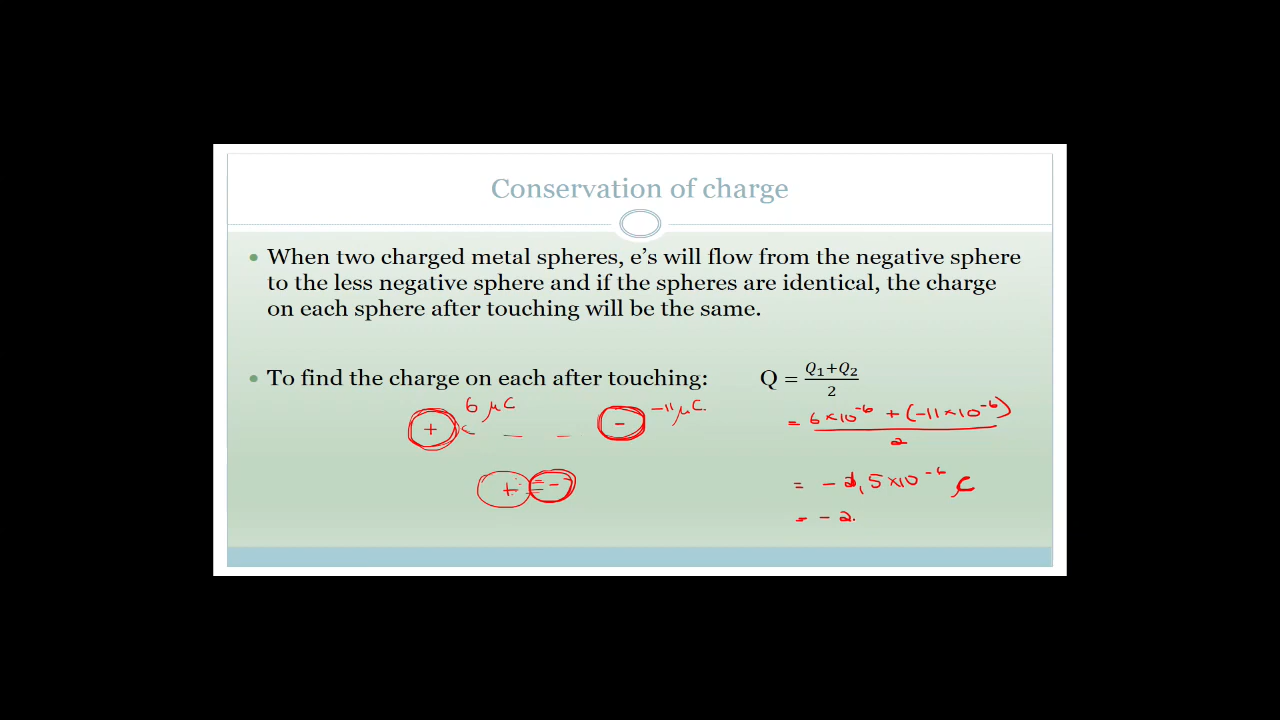 Conservation of charge
• When two charged metal spheres, e's will flow from the negative sphere
to the less negative sphere and if the spheres are identical, the charge
on each sphere after touching will be the same.
• To find the charge on each after touching: Q = Q₁+Q₂ / 2
6 μC
-11 μC.
+
-
= 6 × 10⁻⁶ + (-11 × 10⁻⁶) / 2
+ -
= - 2,5 × 10⁻⁶ C
= - 2.